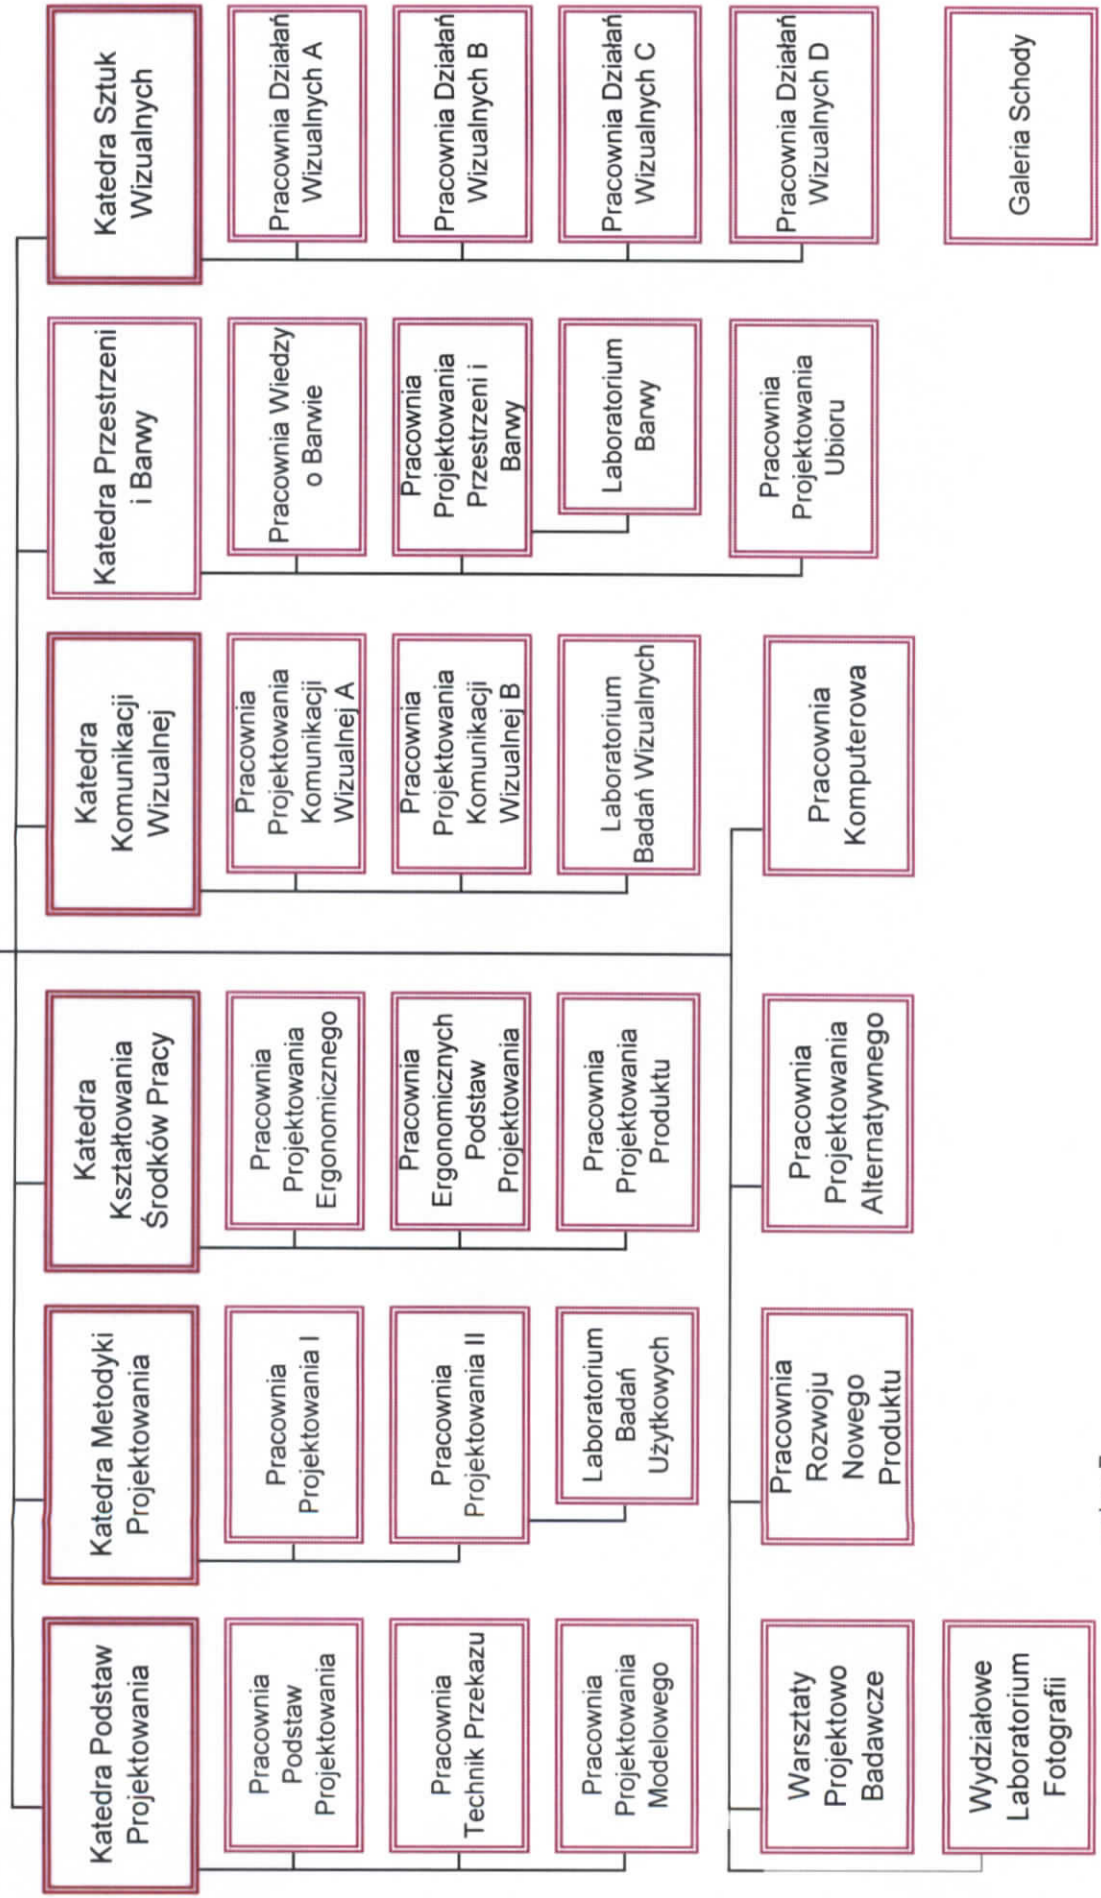 Katedra Podstaw
Projektowania
Pracownia
Podstaw
Projektowania
Pracownia
Technik Przekazu
Pracownia
Projektowania
Modelowego
Katedra Metodyki
Projektowania
Pracownia
Projektowania I
Pracownia
Projektowania II
Laboratorium
Badań
Użytkowych
Katedra
Kształtowania
Środków Pracy
Pracownia
Projektowania
Ergonomicznego
Pracownia
Ergonomicznych
Podstaw
Projektowania
Pracownia
Projektowania
Produktu
Katedra
Komunikacji
Wizualnej
Pracownia
Projektowania
Komunikacji
Wizualnej A
Pracownia
Projektowania
Komunikacji
Wizualnej B
Laboratorium
Badań Wizualnych
Katedra Przestrzeni
i Barwy
Pracownia Wiedzy
o Barwie
Pracownia
Projektowania
Przestrzeni i
Barwy
Laboratorium
Barwy
Pracownia
Projektowania
Ubioru
Katedra Sztuk
Wizualnych
Pracownia Działań
Wizualnych A
Pracownia Działań
Wizualnych B
Pracownia Działań
Wizualnych C
Pracownia Działań
Wizualnych D
Warsztaty
Projektowo
Badawcze
Pracownia
Rozwoju
Nowego
Produktu
Pracownia
Projektowania
Alternatywnego
Pracownia
Komputerowa
Wydziałowe
Laboratorium
Fotografii
Galeria Schody